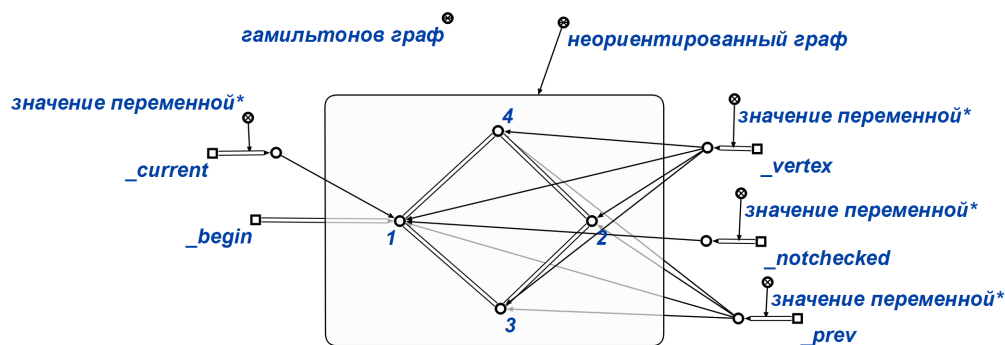 гамильтонов граф
неориентированный граф
значение переменной*
значение переменной*
4
_current
_vertex
значение переменной*
_begin
1
2
_notchecked
значение переменной*
3
_prev